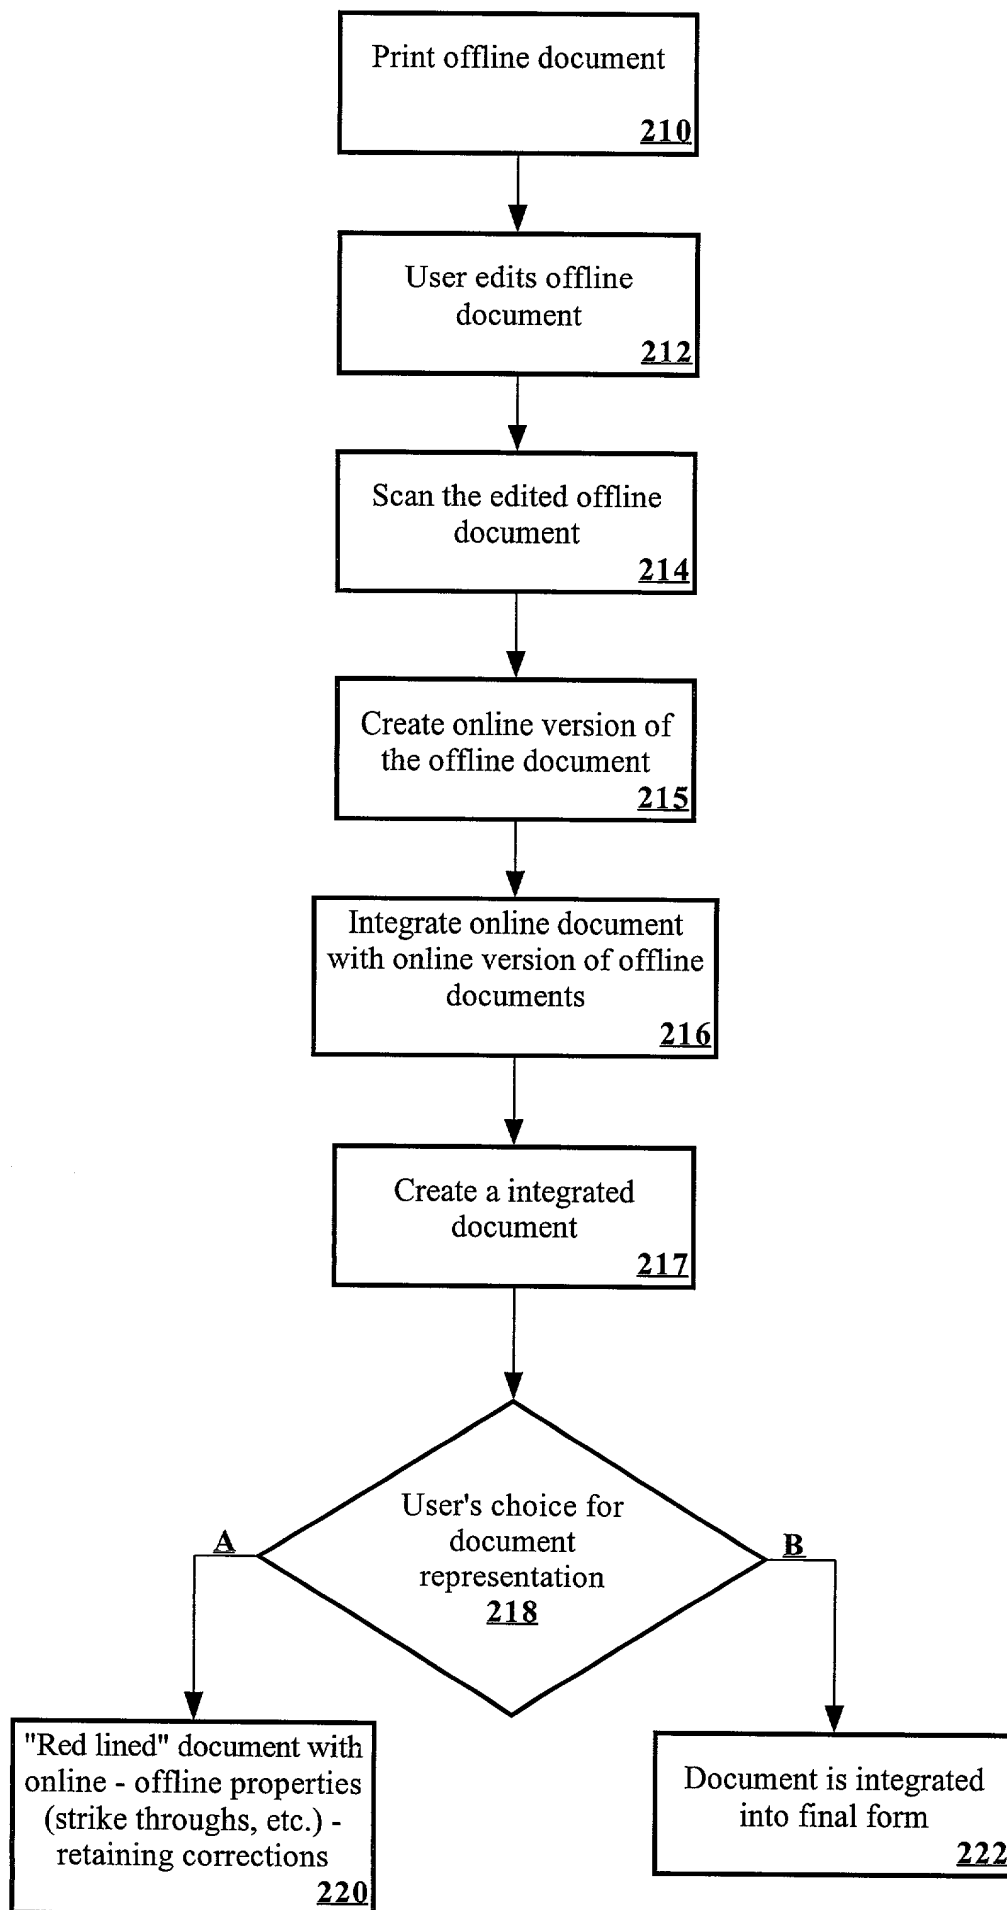 Print offline document
210
User edits offline
document
212
Scan the edited offline
document
214
Create online version of
the offline document
215
Integrate online document
with online version of offline
documents
216
Create a integrated
document
217
User's choice for
document
representation
218
A
B
"Red lined" document with
online - offline properties
(strike throughs, etc.) -
retaining corrections
220
Document is integrated
into final form
222